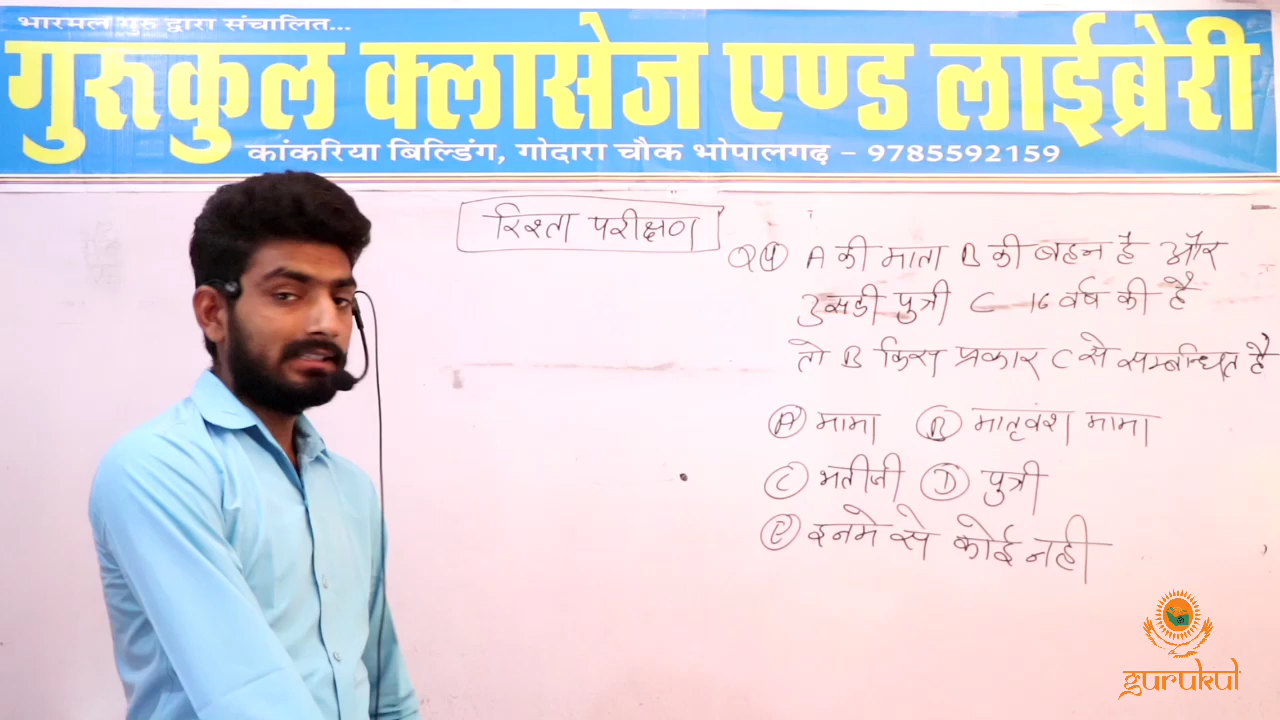 भारमल गुरु द्वारा संचालित...
गुरुकुल क्लासेज एण्ड लाईब्रेरी
कांकरिया बिल्डिंग, गोदारा चौक भोपालगढ़ – 9785592159
रिश्ता परीक्षण
Q4 A की माता B की बहन है और
उसकी पुत्री C 16 वर्ष की है
तो B किस प्रकार C से सम्बन्धित है
(A) मामा (B) मातृवंश मामा
(C) भतीजी (D) पुत्री
(e) इनमे से कोई नही
gurukul